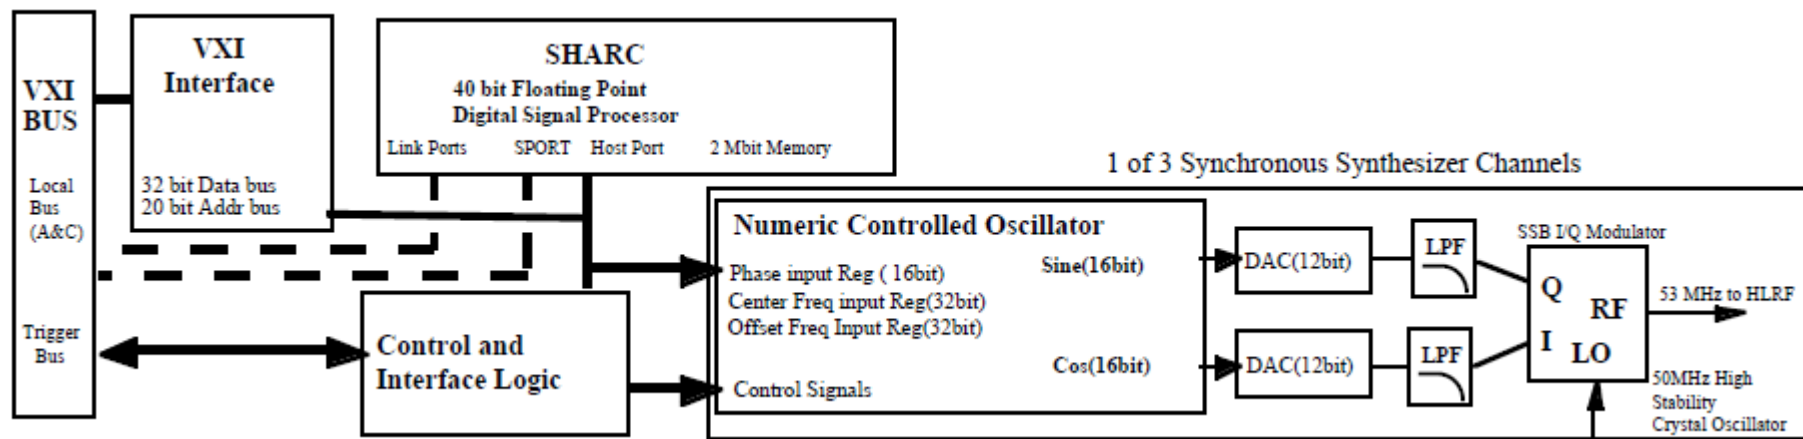 VXI
BUS
Local
Bus
(A&C)
Trigger
Bus
VXI
Interface
32 bit Data bus
20 bit Addr bus
SHARC
40 bit Floating Point
Digital Signal Processor
Link Ports
SPORT
Host Port
2 Mbit Memory
Control and
Interface Logic
1 of 3 Synchronous Synthesizer Channels
Numeric Controlled Oscillator
Phase input Reg ( 16bit)
Center Freq input Reg(32bit)
Offset Freq Input Reg(32bit)
Control Signals
Sine(16bit)
Cos(16bit)
DAC(12bit)
LPF
DAC(12bit)
LPF
SSB I/Q Modulator
Q
RF
I
LO
53 MHz to HLRF
50MHz High
Stability
Crystal Oscillator